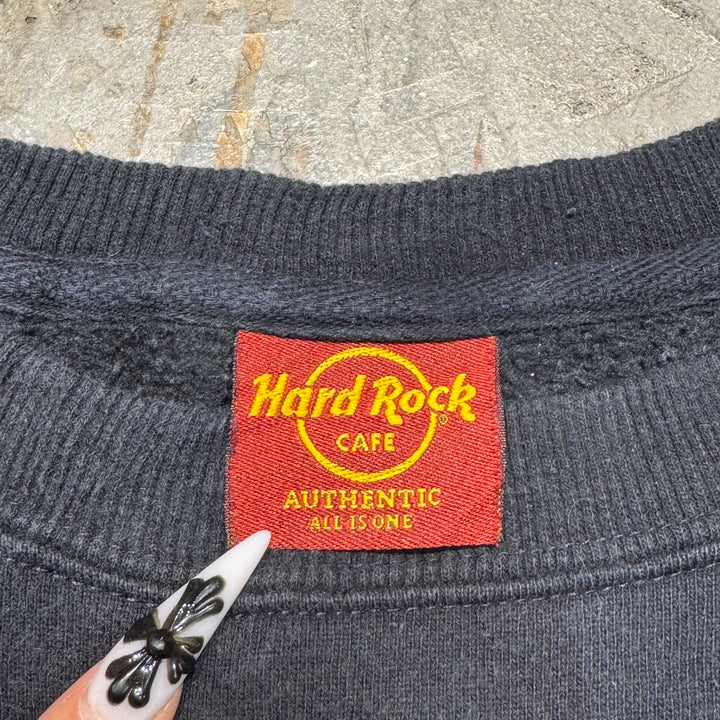 Hard Rock
CAFE
®
AUTHENTIC
ALL IS ONE